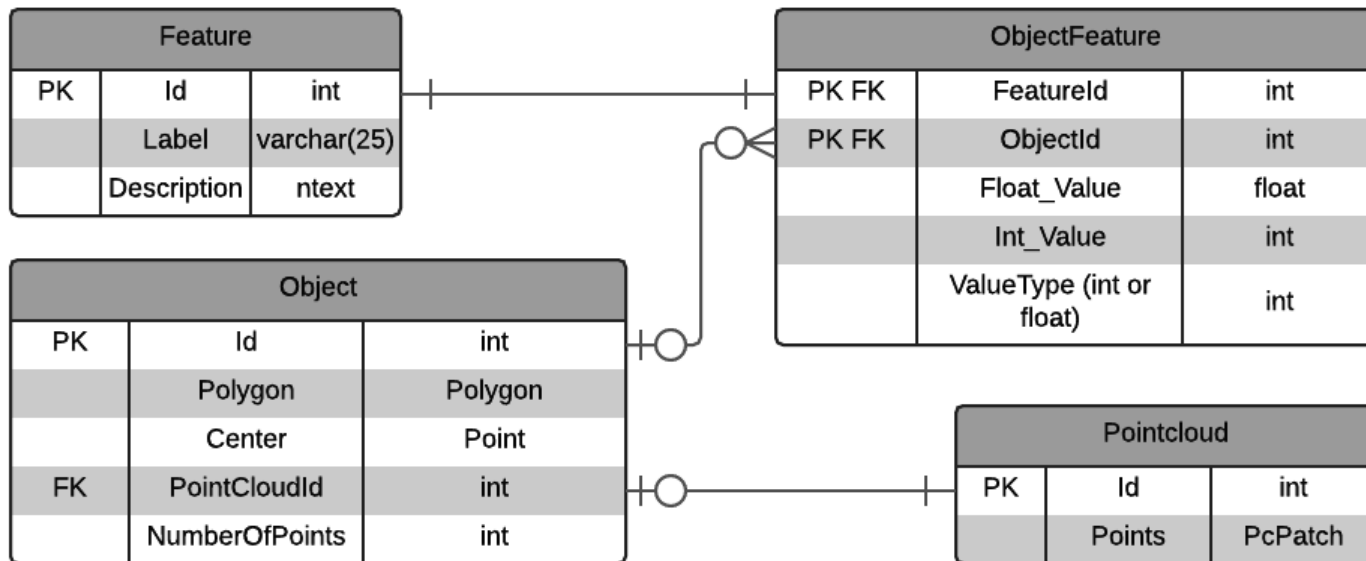 Feature
PK Id int
Label varchar(25)
Description ntext
ObjectFeature
PK FK FeatureId int
PK FK ObjectId int
Float_Value float
Int_Value int
ValueType (int or
float) int
Object
PK Id int
Polygon Polygon
Center Point
FK PointCloudId int
NumberOfPoints int
Pointcloud
PK Id int
Points PcPatch